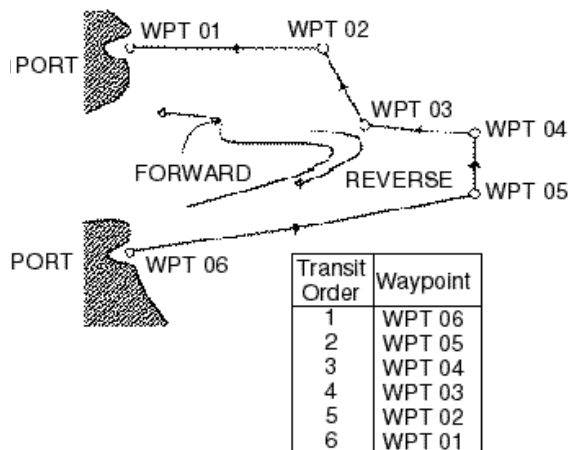 WPT 01
WPT 02
PORT
WPT 03
WPT 04
FORWARD
REVERSE
WPT 05
PORT
WPT 06
Transit Order Waypoint
1 WPT 06
2 WPT 05
3 WPT 04
4 WPT 03
5 WPT 02
6 WPT 01